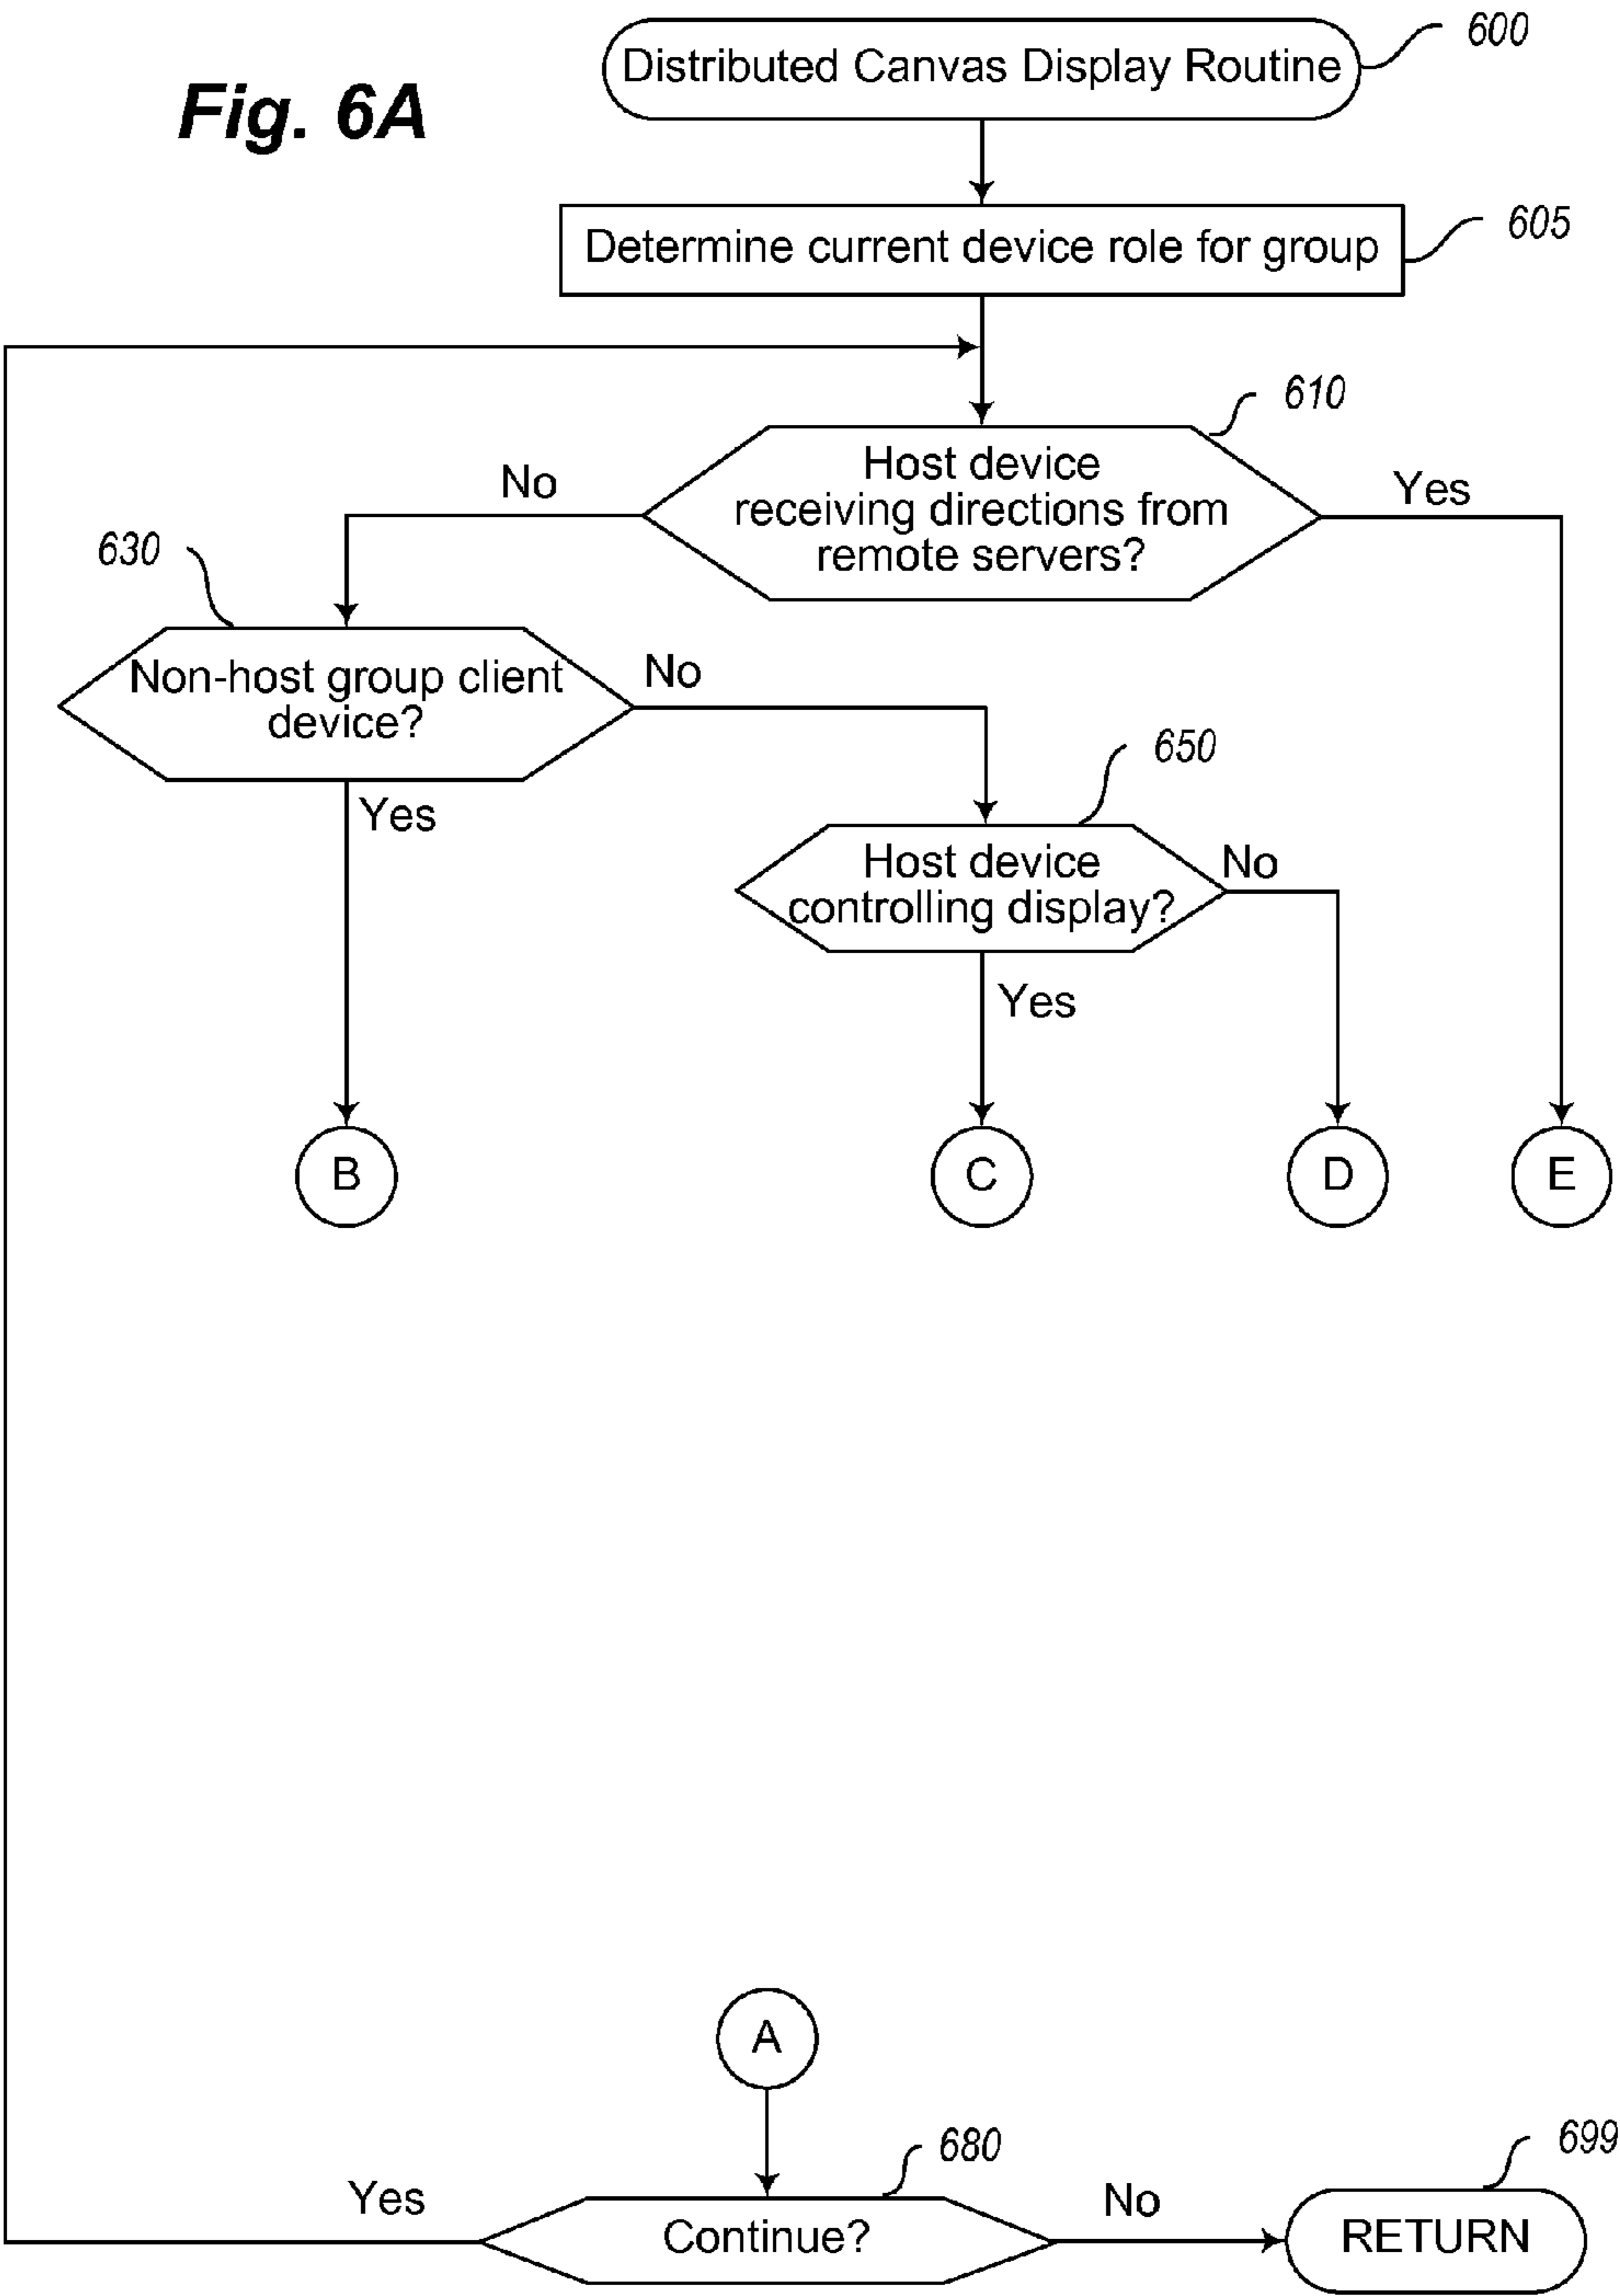 Fig. 6A
Distributed Canvas Display Routine
600
Determine current device role for group
605
610
Host device
receiving directions from
remote servers?
No
Yes
630
Non-host group client
device?
No
Yes
650
Host device
controlling display?
No
Yes
B
C
D
E
A
680
Continue?
Yes
No
699
RETURN